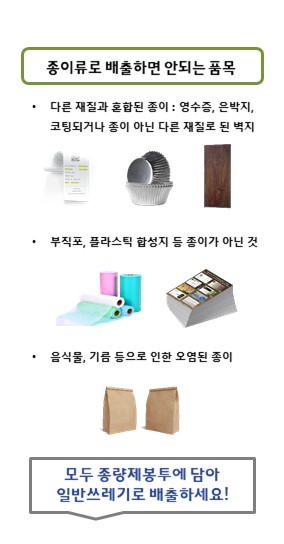 종이류로 배출하면 안되는 품목
• 다른 재질과 혼합된 종이 : 영수증, 은박지,
코팅되거나 종이 아닌 다른 재질로 된 벽지
• 부직포, 플라스틱 합성지 등 종이가 아닌 것
• 음식물, 기름 등으로 인한 오염된 종이
모두 종량제봉투에 담아
일반쓰레기로 배출하세요!